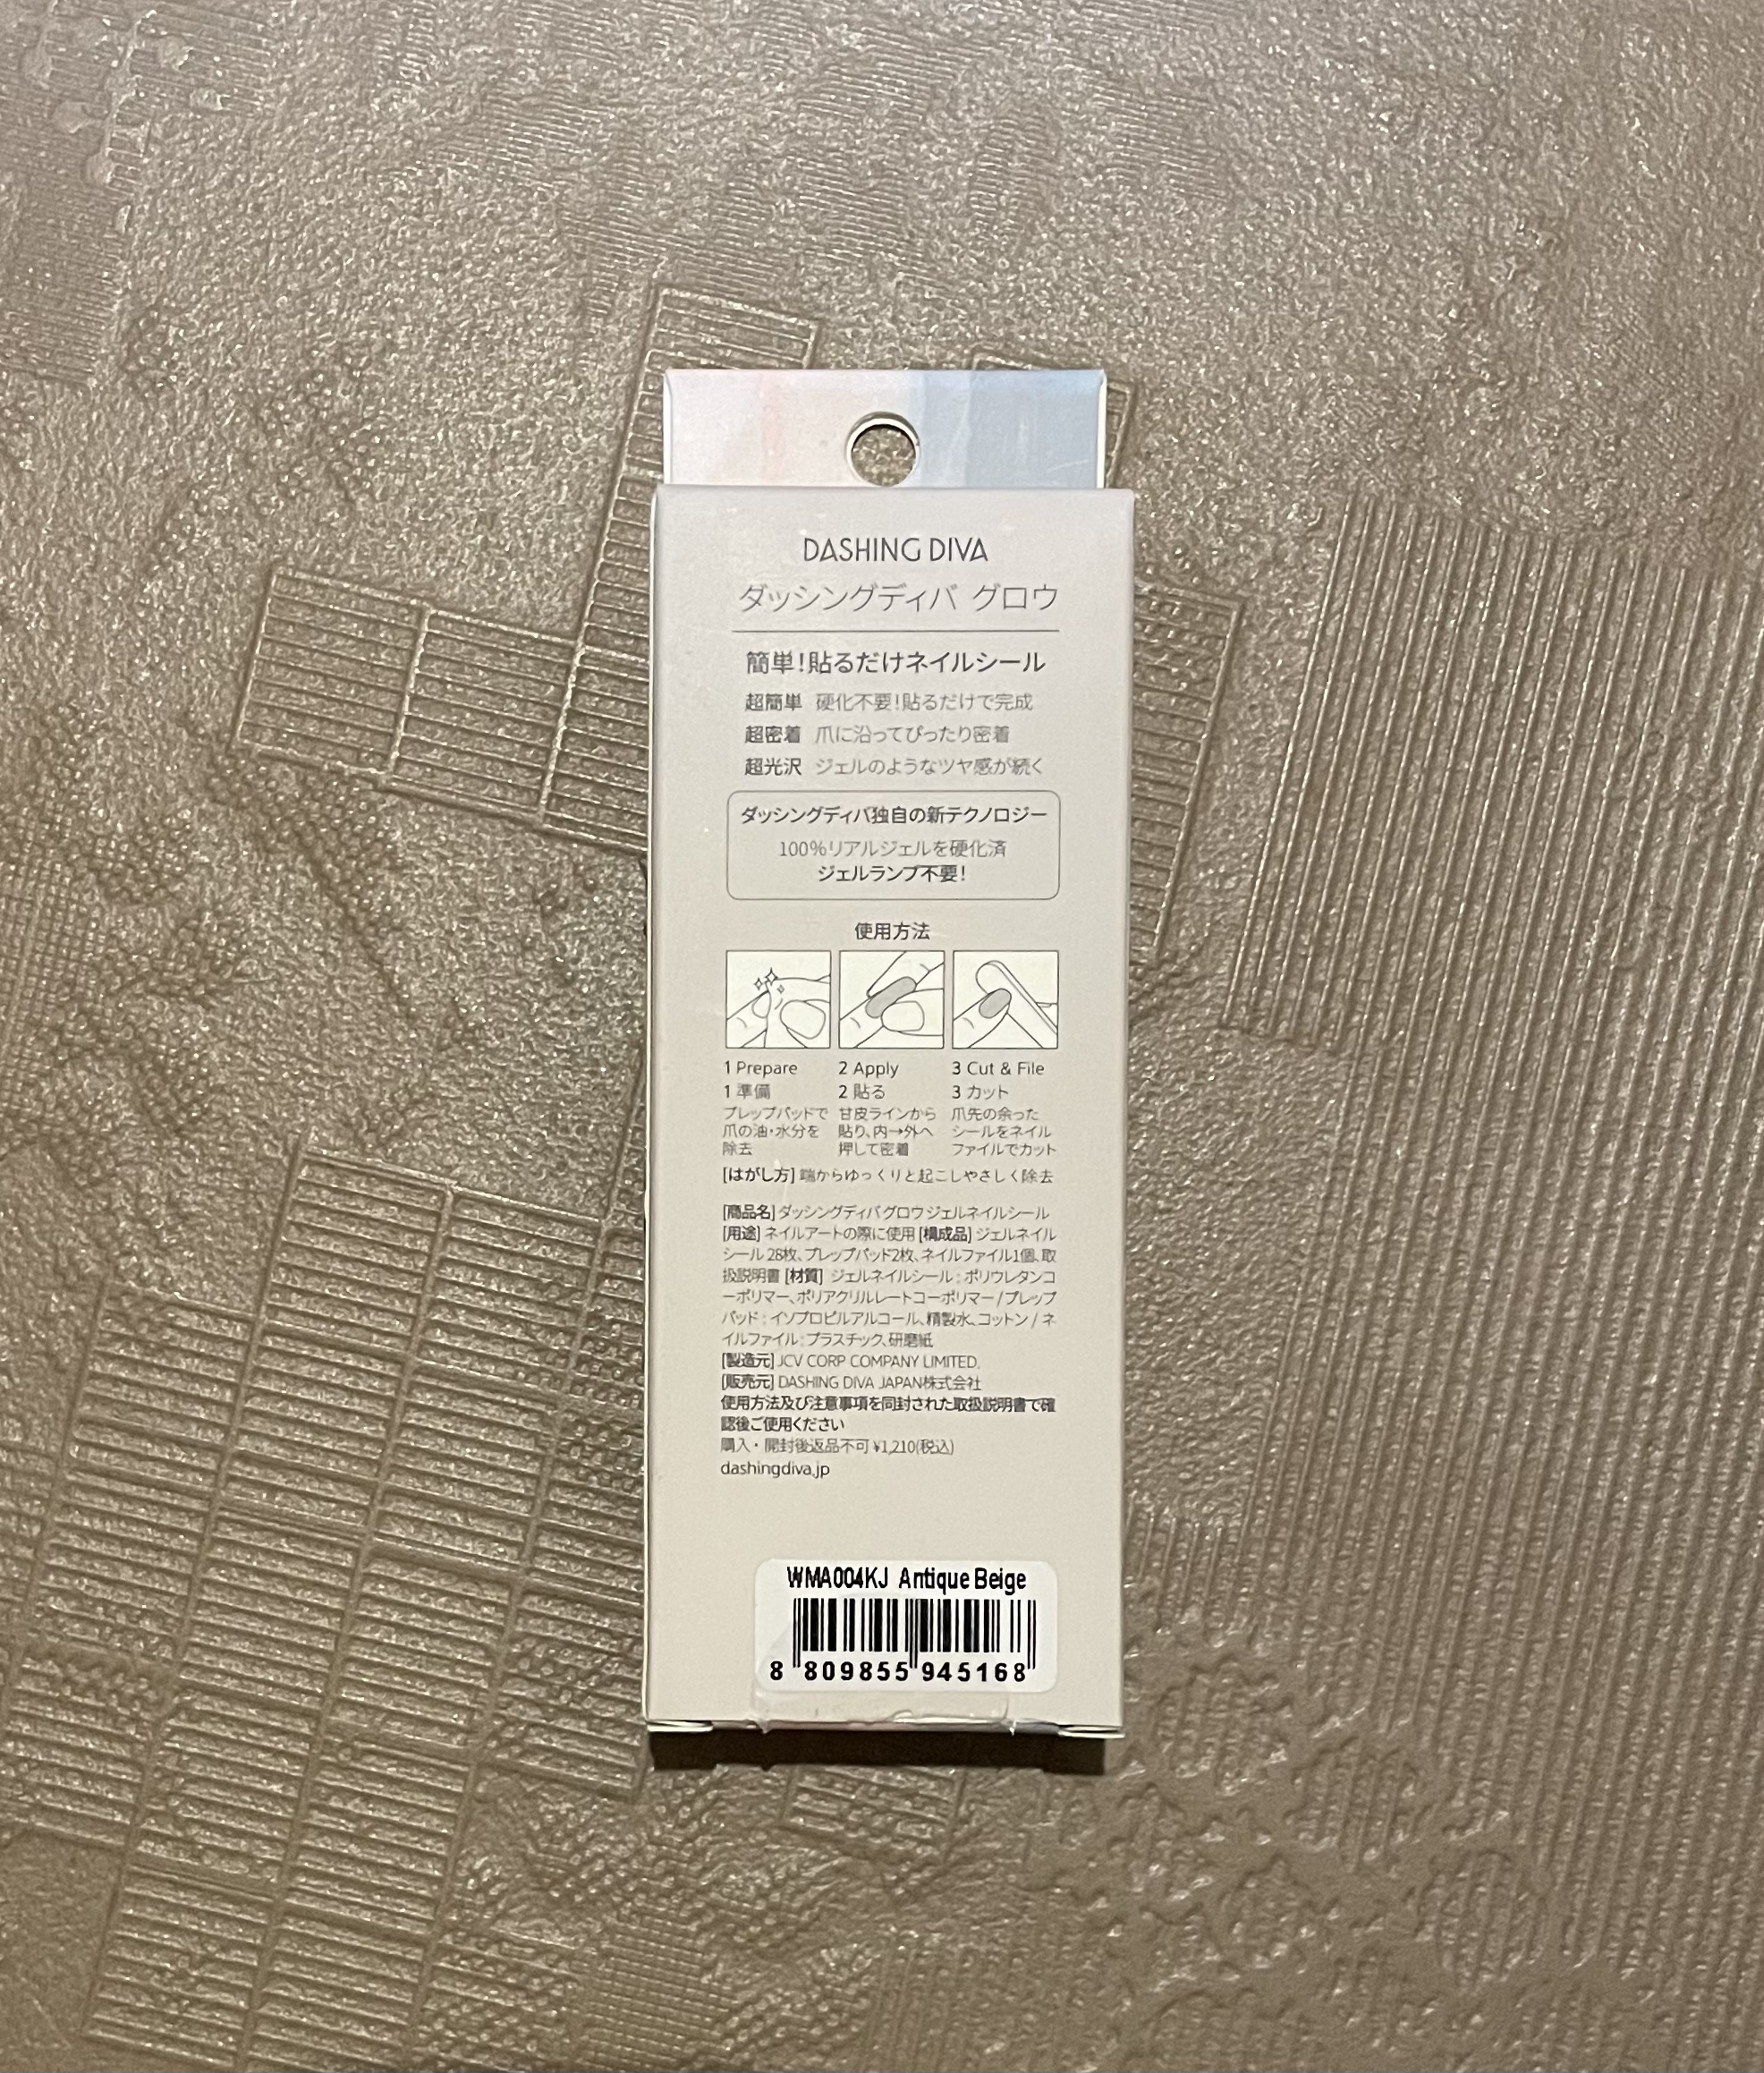 DASHING DIVA
ダッシングディバ グロウ
簡単！貼るだけネイルシール
超簡単 硬化不要！貼るだけで完成
超密着 爪に沿ってぴったり密着
超光沢 ジェルのようなツヤ感が続く
ダッシングディバ独自の新テクノロジー
100％リアルジェルを硬化済
ジェルランプ不要！
使用方法
1 Prepare
1 準備
プレップパッドで
爪の油・水分を
除去
2 Apply
2 貼る
甘皮ラインから
貼り、内→外へ
押して密着
3 Cut & File
3 カット
爪先の余った
シールをネイル
ファイルでカット
[はがし方] 端からゆっくりと起こしやさしく除去
[商品名] ダッシングディバ グロウ ジェルネイルシール
[用途] ネイルアートの際に使用 [構成品] ジェルネイル
シール 28枚、プレップパッド2枚、ネイルファイル1個、取
扱説明書 [材質] ジェルネイルシール : ポリウレタンコ
ーポリマー、ポリアクリルレートコーポリマー / プレップ
パッド : イソプロピルアルコール、精製水、コットン / ネ
イルファイル : プラスチック、研磨紙
[製造元] JCV CORP COMPANY LIMITED.
[販売元] DASHING DIVA JAPAN株式会社
使用方法及び注意事項を同封された取扱説明書で確
認後ご使用ください
購入・開封後返品不可 ¥1,210(税込)
dashingdiva.jp
WMA004KJ Antique Beige
8 809855 945168